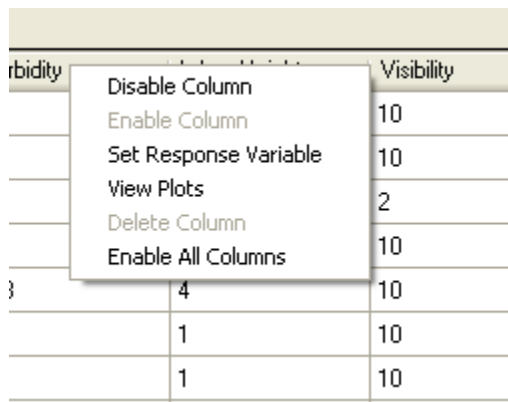 rbidity Visibility
Disable Column
10
Enable Column
Set Response Variable
10
View Plots
2
Delete Column
Enable All Columns
10
3 4 10
1 10
1 10